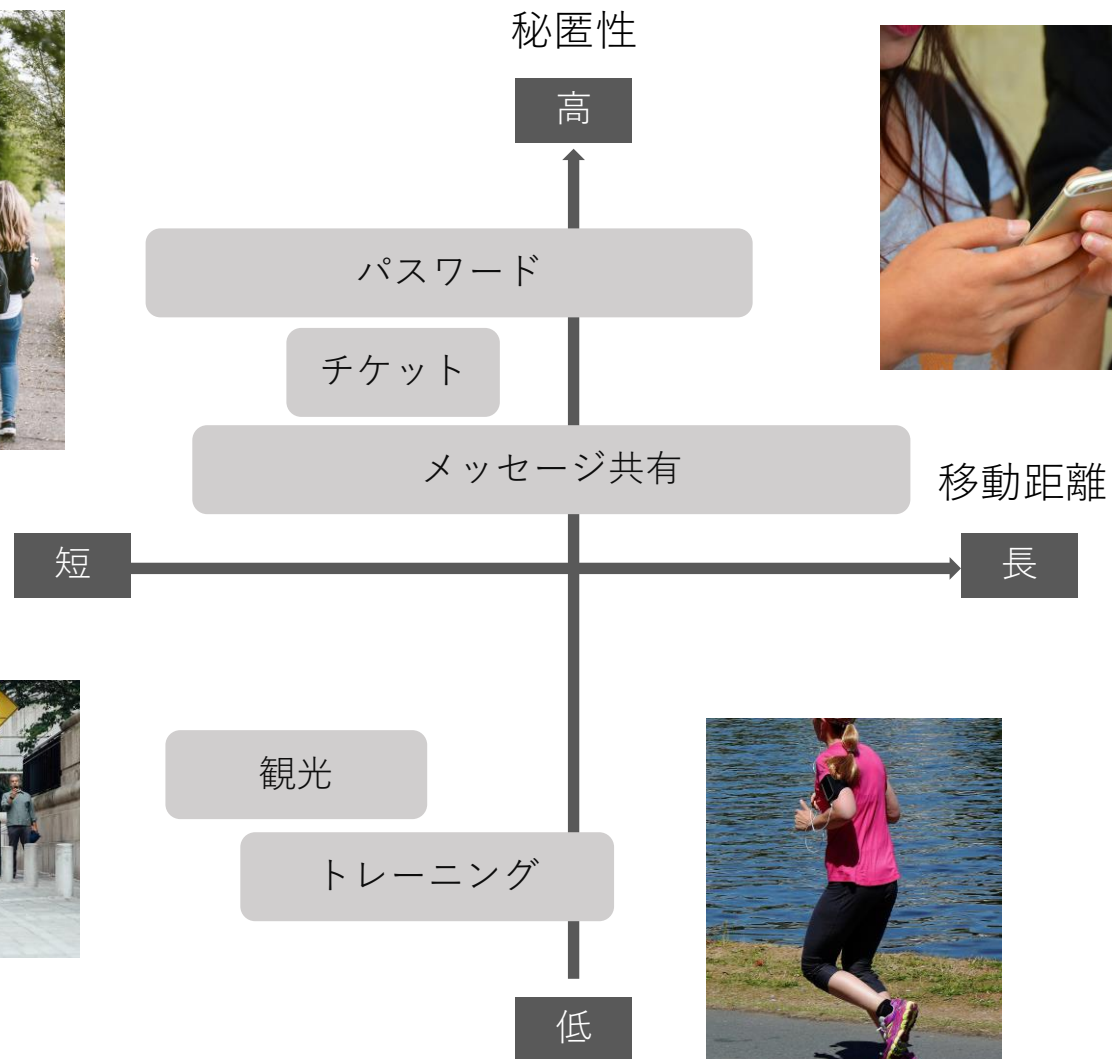 秘匿性
高
パスワード
チケット
メッセージ共有
移動距離
短
長
観光
トレーニング
低